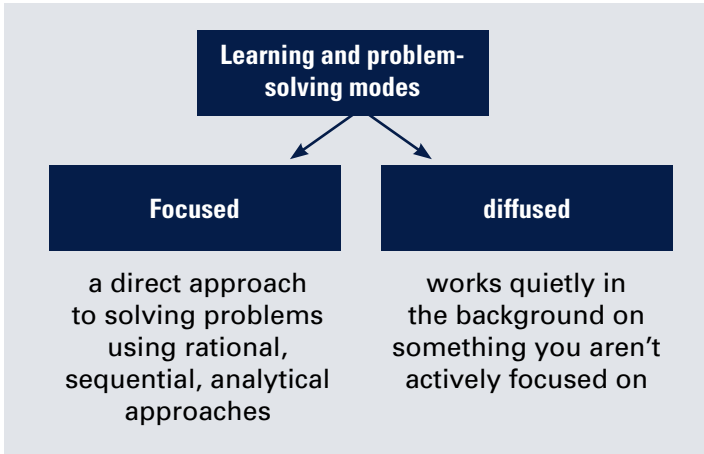 Learning and problem-
solving modes
Focused
diffused
a direct approach
to solving problems
using rational,
sequential, analytical
approaches
works quietly in
the background on
something you aren’t
actively focused on